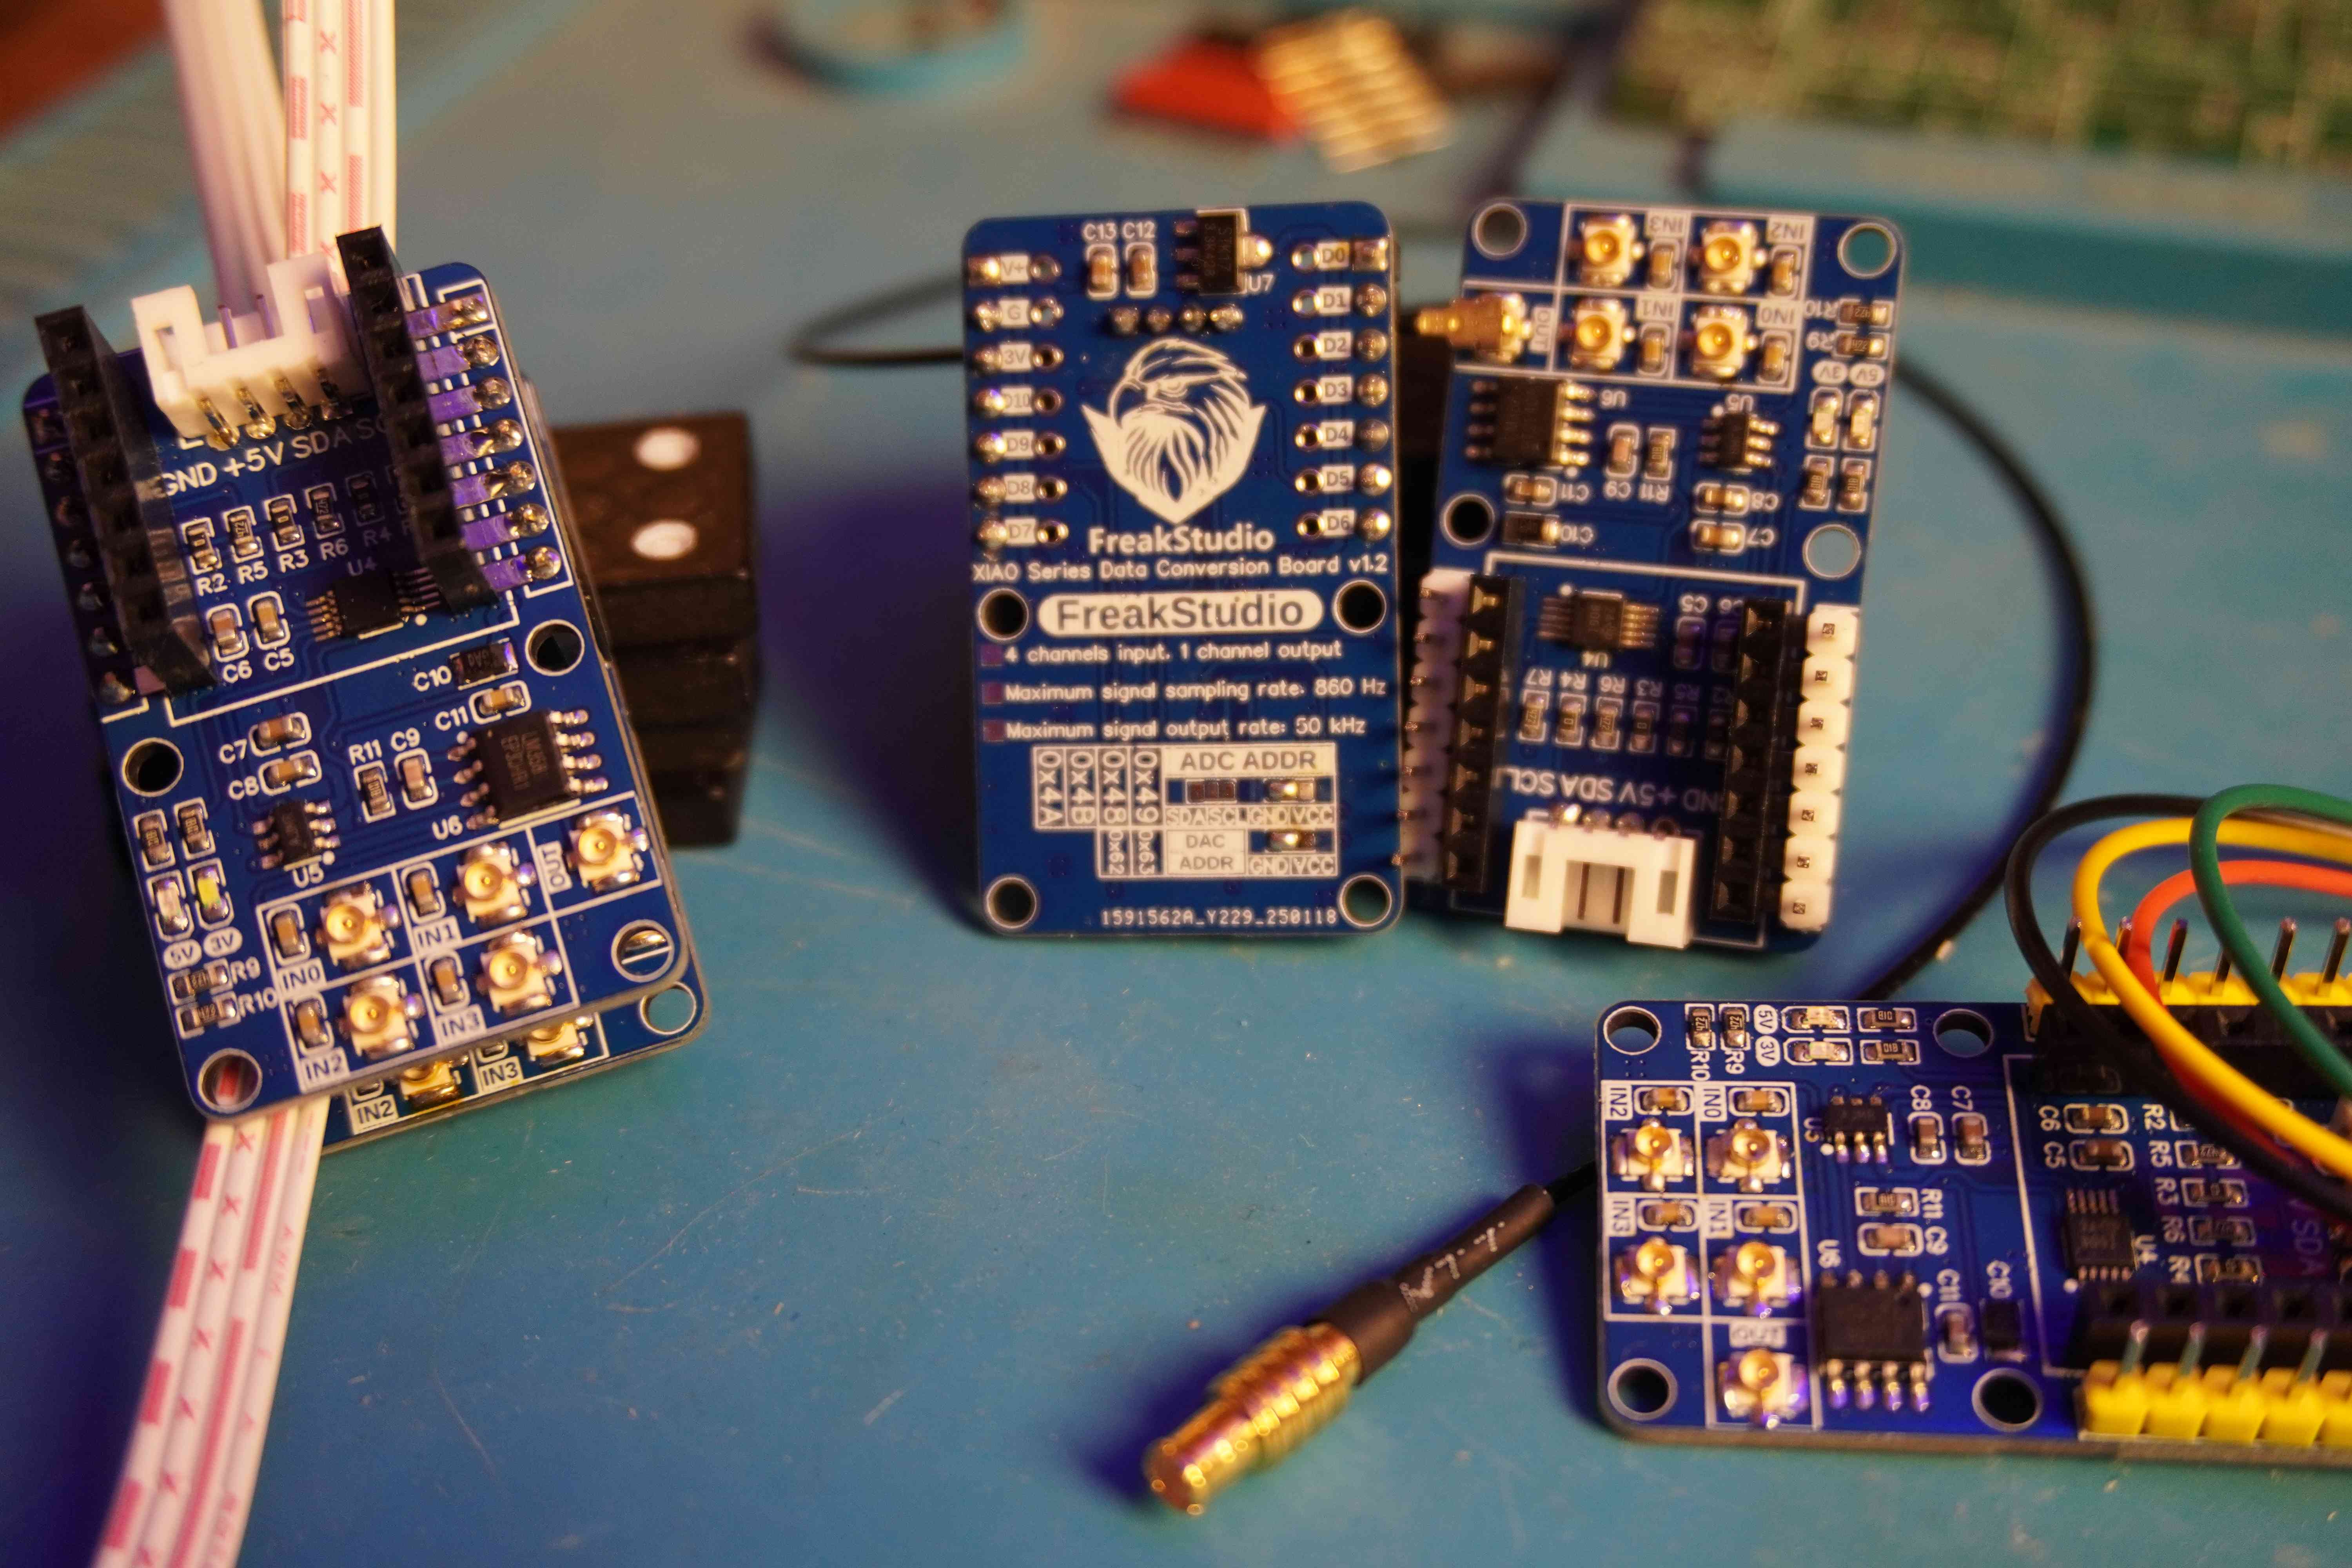 GND +5V SDA SC
R2 R5 R3 R6 R4
U4
C6 C5
C10
C11
C7
C8
R11 C9
U6
U5
OUT
5V 3V
IN0
IN1
R9
R10
IN2
IN3
IN2
IN3
C13 C12
U7
V+
G
3V
D10
D9
D8
D7
D0
D1
D2
D3
D4
D5
D6
FreakStudio
XIAO Series Data Conversion Board v1.2
FreakStudio
4 channels input, 1 channel output
Maximum signal sampling rate: 860 Hz
Maximum signal output rate: 50 kHz
0x4A
0x4B
0x48
0x49
ADC ADDR
SDA SCL GND VCC
0x62
0x63
DAC
ADDR
GND VCC
1591562A_Y229_250118
IN3
IN2
OUT
IN1
IN0
R10
R9
3V 5V
U6
U5
C11 C9 R11
C8
C10
C7
C5
U4
R7 R4 R6 R3 R5
GND +5V SDA SCL
R10 R9
5V
3V
IN2
IN0
U5
C8 C7
C6
C5
R2
R5
R3
R6
R4
IN3
IN1
R11
C9
U6
C11
C10
U4
SDA
OUT